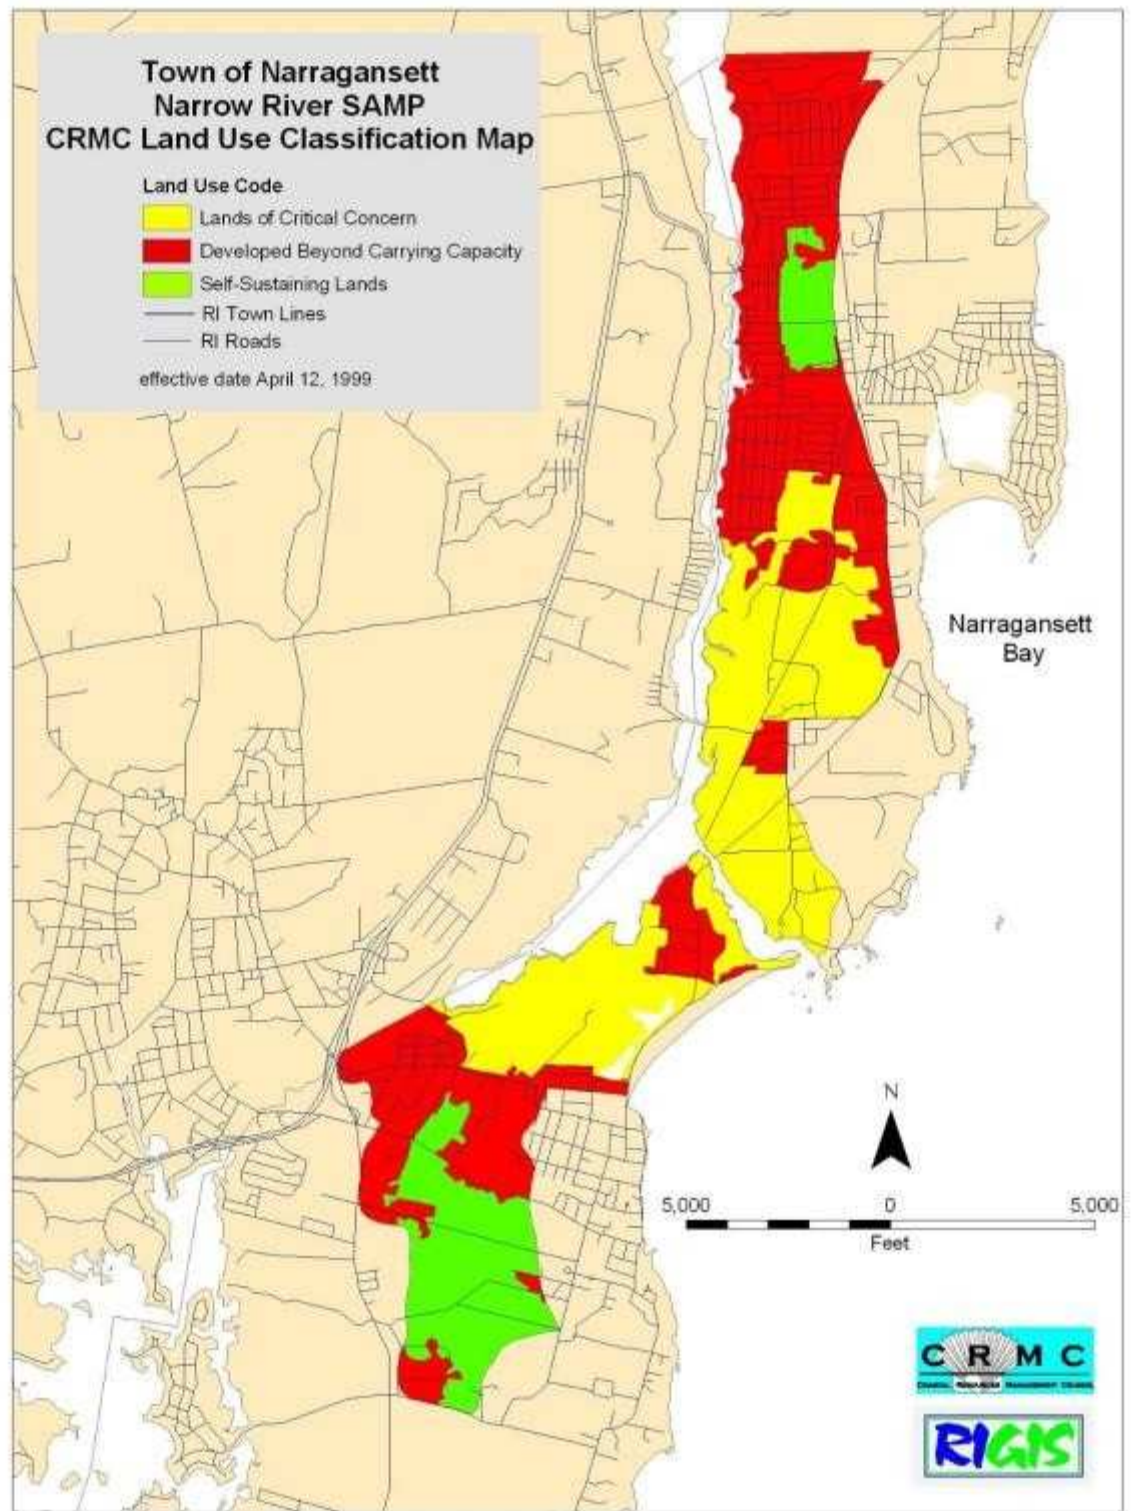 Town of Narragansett
Narrow River SAMP
CRMC Land Use Classification Map
Land Use Code
Lands of Critical Concern
Developed Beyond Carrying Capacity
Self-Sustaining Lands
RI Town Lines
RI Roads
effective date April 12, 1999
Narragansett
Bay
N
5,000 0 5,000
Feet
C R M C
RIGIS